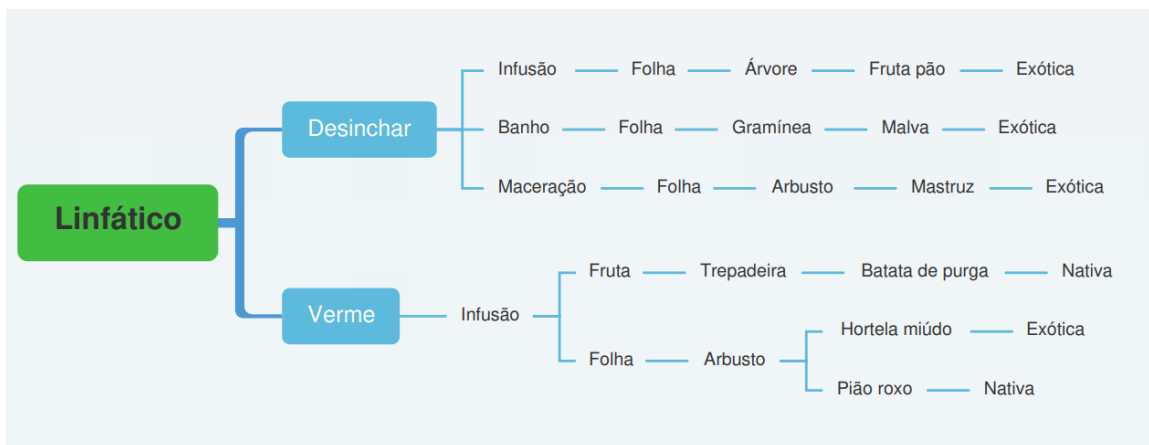 Linfático
Desinchar
Infusão Folha Árvore Fruta pão Exótica
Banho Folha Gramínea Malva Exótica
Maceração Folha Arbusto Mastruz Exótica
Verme Infusão
Fruta Trepadeira Batata de purga Nativa
Folha Arbusto
Hortela miúdo Exótica
Pião roxo Nativa